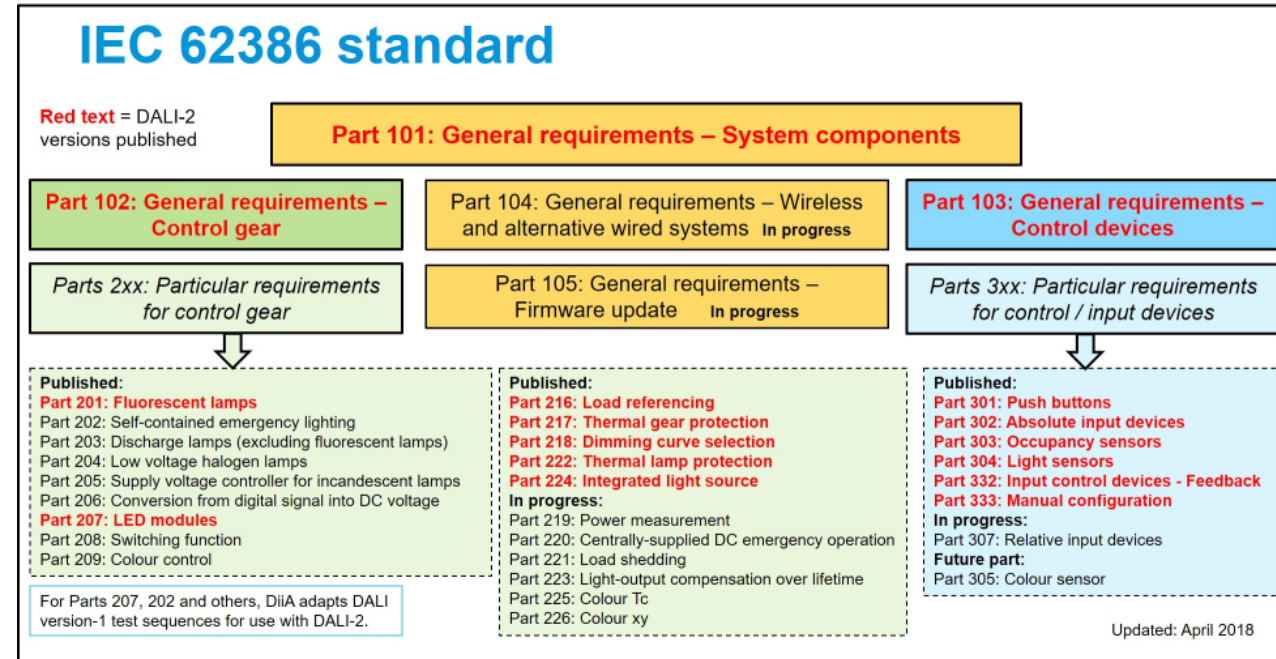 IEC 62386 standard
Red text = DALI-2
versions published
Part 101: General requirements – System components
Part 102: General requirements –
Control gear
Part 104: General requirements – Wireless
and alternative wired systems In progress
Part 103: General requirements –
Control devices
Parts 2xx: Particular requirements
for control gear
Part 105: General requirements –
Firmware update In progress
Parts 3xx: Particular requirements
for control / input devices
Published:
Part 201: Fluorescent lamps
Part 202: Self-contained emergency lighting
Part 203: Discharge lamps (excluding fluorescent lamps)
Part 204: Low voltage halogen lamps
Part 205: Supply voltage controller for incandescent lamps
Part 206: Conversion from digital signal into DC voltage
Part 207: LED modules
Part 208: Switching function
Part 209: Colour control
For Parts 207, 202 and others, DiiA adapts DALI
version-1 test sequences for use with DALI-2.
Published:
Part 216: Load referencing
Part 217: Thermal gear protection
Part 218: Dimming curve selection
Part 222: Thermal lamp protection
Part 224: Integrated light source
In progress:
Part 219: Power measurement
Part 220: Centrally-supplied DC emergency operation
Part 221: Load shedding
Part 223: Light-output compensation over lifetime
Part 225: Colour Tc
Part 226: Colour xy
Published:
Part 301: Push buttons
Part 302: Absolute input devices
Part 303: Occupancy sensors
Part 304: Light sensors
Part 332: Input control devices - Feedback
Part 333: Manual configuration
In progress:
Part 307: Relative input devices
Future part:
Part 305: Colour sensor
Updated: April 2018